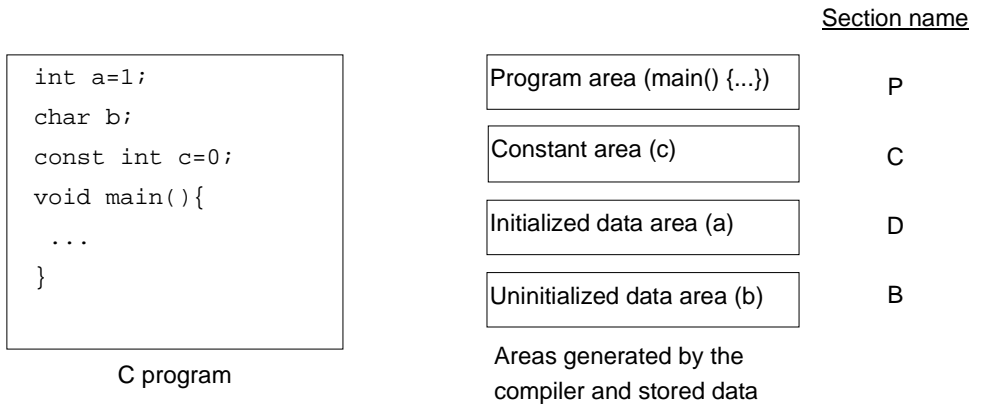 Section name
int a=1;
char b;
const int c=0;
void main(){
...
}
C program
Program area (main() {...})
P
Constant area (c)
C
Initialized data area (a)
D
Uninitialized data area (b)
B
Areas generated by the
compiler and stored data